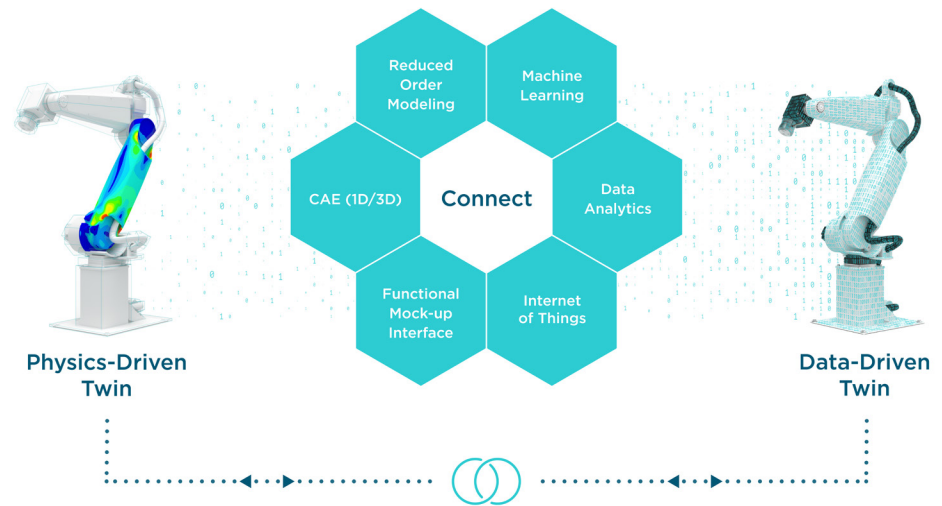 Reduced
Order
Modeling
Machine
Learning
CAE (1D/3D)
Connect
Data
Analytics
Functional
Mock-up
Interface
Internet
of Things
Physics-Driven
Twin
Data-Driven
Twin